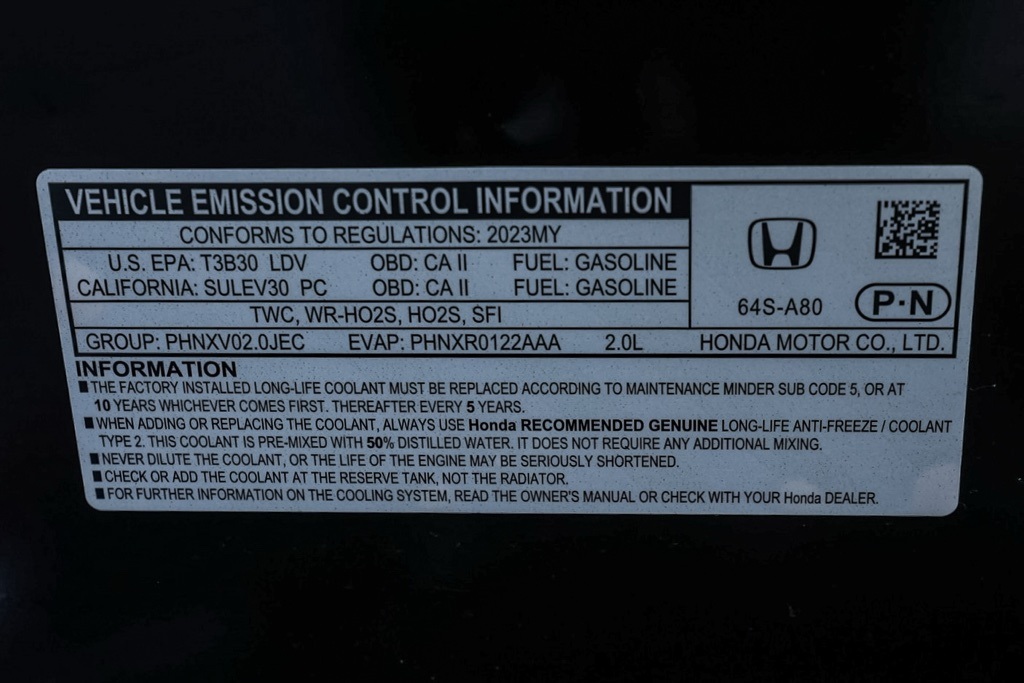 VEHICLE EMISSION CONTROL INFORMATION
CONFORMS TO REGULATIONS: 2023MY
U.S. EPA: T3B30 LDV OBD: CA II FUEL: GASOLINE
CALIFORNIA: SULEV30 PC OBD: CA II FUEL: GASOLINE
TWC, WR-HO2S, HO2S, SFI
64S-A80 P·N
GROUP: PHNXV02.0JEC EVAP: PHNXR0122AAA 2.0L HONDA MOTOR CO., LTD.
INFORMATION
■ THE FACTORY INSTALLED LONG-LIFE COOLANT MUST BE REPLACED ACCORDING TO MAINTENANCE MINDER SUB CODE 5, OR AT
10 YEARS WHICHEVER COMES FIRST. THEREAFTER EVERY 5 YEARS.
■ WHEN ADDING OR REPLACING THE COOLANT, ALWAYS USE Honda RECOMMENDED GENUINE LONG-LIFE ANTI-FREEZE / COOLANT
TYPE 2. THIS COOLANT IS PRE-MIXED WITH 50% DISTILLED WATER. IT DOES NOT REQUIRE ANY ADDITIONAL MIXING.
■ NEVER DILUTE THE COOLANT, OR THE LIFE OF THE ENGINE MAY BE SERIOUSLY SHORTENED.
■ CHECK OR ADD THE COOLANT AT THE RESERVE TANK, NOT THE RADIATOR.
■ FOR FURTHER INFORMATION ON THE COOLING SYSTEM, READ THE OWNER'S MANUAL OR CHECK WITH YOUR Honda DEALER.